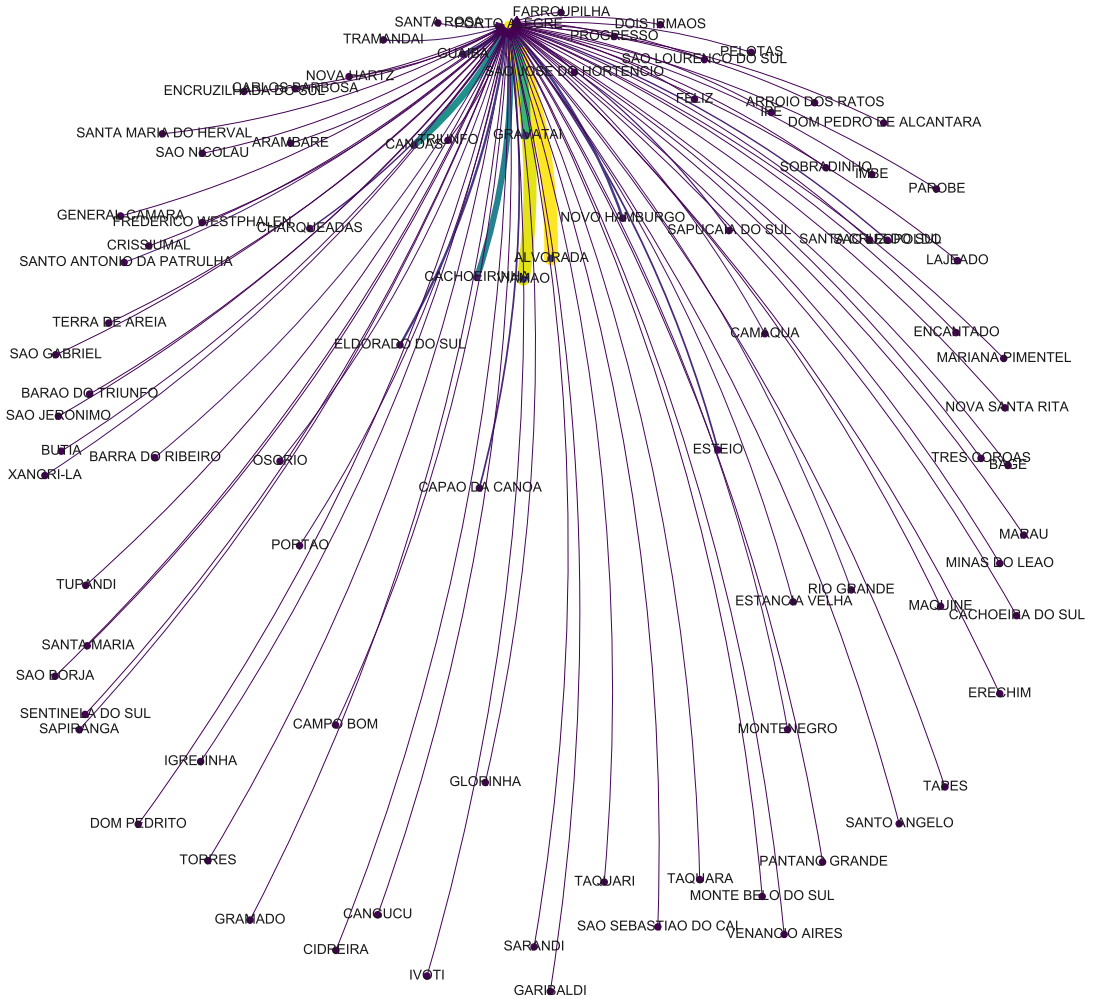 FARROUPILHA
SANTA ROSA
PORTO ALEGRE
DOIS IRMAOS
TRAMANDAI
PROGRESSO
GUAIBA
PELOTAS
SAO LOURENCO DO SUL
NOVA HARTZ
SAO JOSE DO HORTENCIO
ENCRUZILHADA DO SUL
CARLOS BARBOSA
FELIZ
ARROIO DOS RATOS
IPE
DOM PEDRO DE ALCANTARA
SANTA MARIA DO HERVAL
ARAMBARE
CANOAS
TRIUNFO
GRAVATAI
SAO NICOLAU
SOBRADINHO
IMBE
PAROBE
GENERAL CAMARA
FREDERICO WESTPHALEN
CHARQUEADAS
NOVO HAMBURGO
SAPUCAIA DO SUL
CRISSIUMAL
SANTA CRUZ DO SUL
SAO LEOPOLDO
SANTO ANTONIO DA PATRULHA
ALVORADA
LAJEADO
CACHOEIRINHA
VIAMAO
TERRA DE AREIA
CAMAQUA
ENCANTADO
ELDORADO DO SUL
SAO GABRIEL
MARIANA PIMENTEL
BARAO DO TRIUNFO
NOVA SANTA RITA
SAO JERONIMO
BUTIA
BARRA DO RIBEIRO
OSORIO
ESTEIO
TRES COROAS
BAGE
XANGRI-LA
CAPAO DA CANOA
PORTAO
MARAU
MINAS DO LEAO
TUPANDI
RIO GRANDE
ESTANCIA VELHA
MAQUINE
CACHOEIRA DO SUL
SANTA MARIA
SAO BORJA
ERECHIM
SENTINELA DO SUL
SAPIRANGA
CAMPO BOM
MONTENEGRO
IGREJINHA
GLORINHA
TAPES
DOM PEDRITO
SANTO ANGELO
TORRES
PANTANO GRANDE
TAQUARI
TAQUARA
MONTE BELO DO SUL
GRAMADO
CANGUCU
SAO SEBASTIAO DO CAI
VENANCIO AIRES
CIDREIRA
SARANDI
IVOTI
GARIBALDI